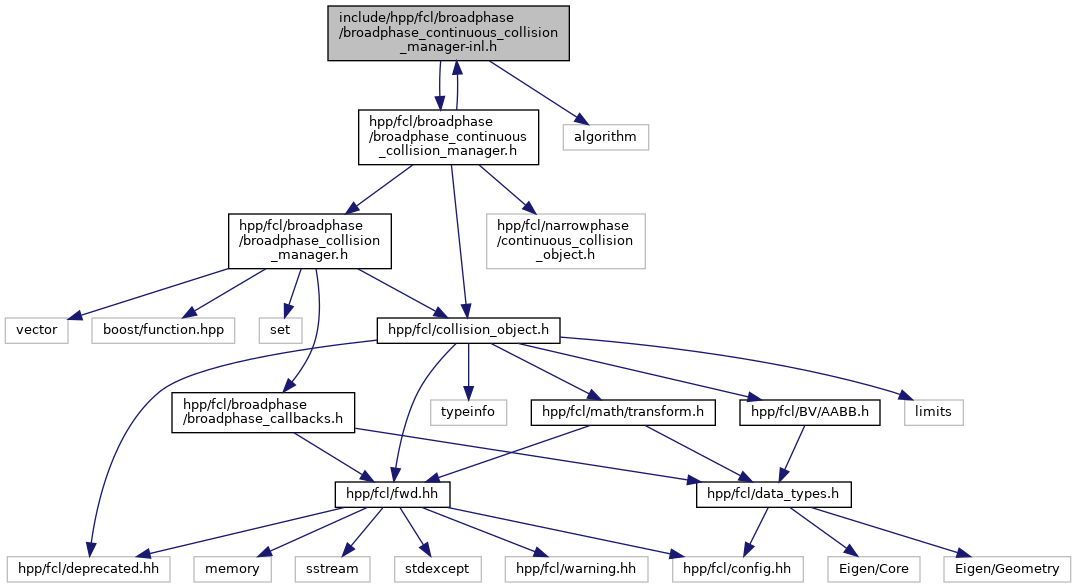 include/hpp/fcl/broadphase
/broadphase_continuous_collision
_manager-inl.h
hpp/fcl/broadphase
/broadphase_continuous
_collision_manager.h
algorithm
hpp/fcl/broadphase
/broadphase_collision
_manager.h
hpp/fcl/narrowphase
/continuous_collision
_object.h
vector
boost/function.hpp
set
hpp/fcl/collision_object.h
hpp/fcl/broadphase
/broadphase_callbacks.h
typeinfo
hpp/fcl/math/transform.h
hpp/fcl/BV/AABB.h
limits
hpp/fcl/fwd.hh
hpp/fcl/data_types.h
hpp/fcl/deprecated.hh
memory
sstream
stdexcept
hpp/fcl/warning.hh
hpp/fcl/config.hh
Eigen/Core
Eigen/Geometry